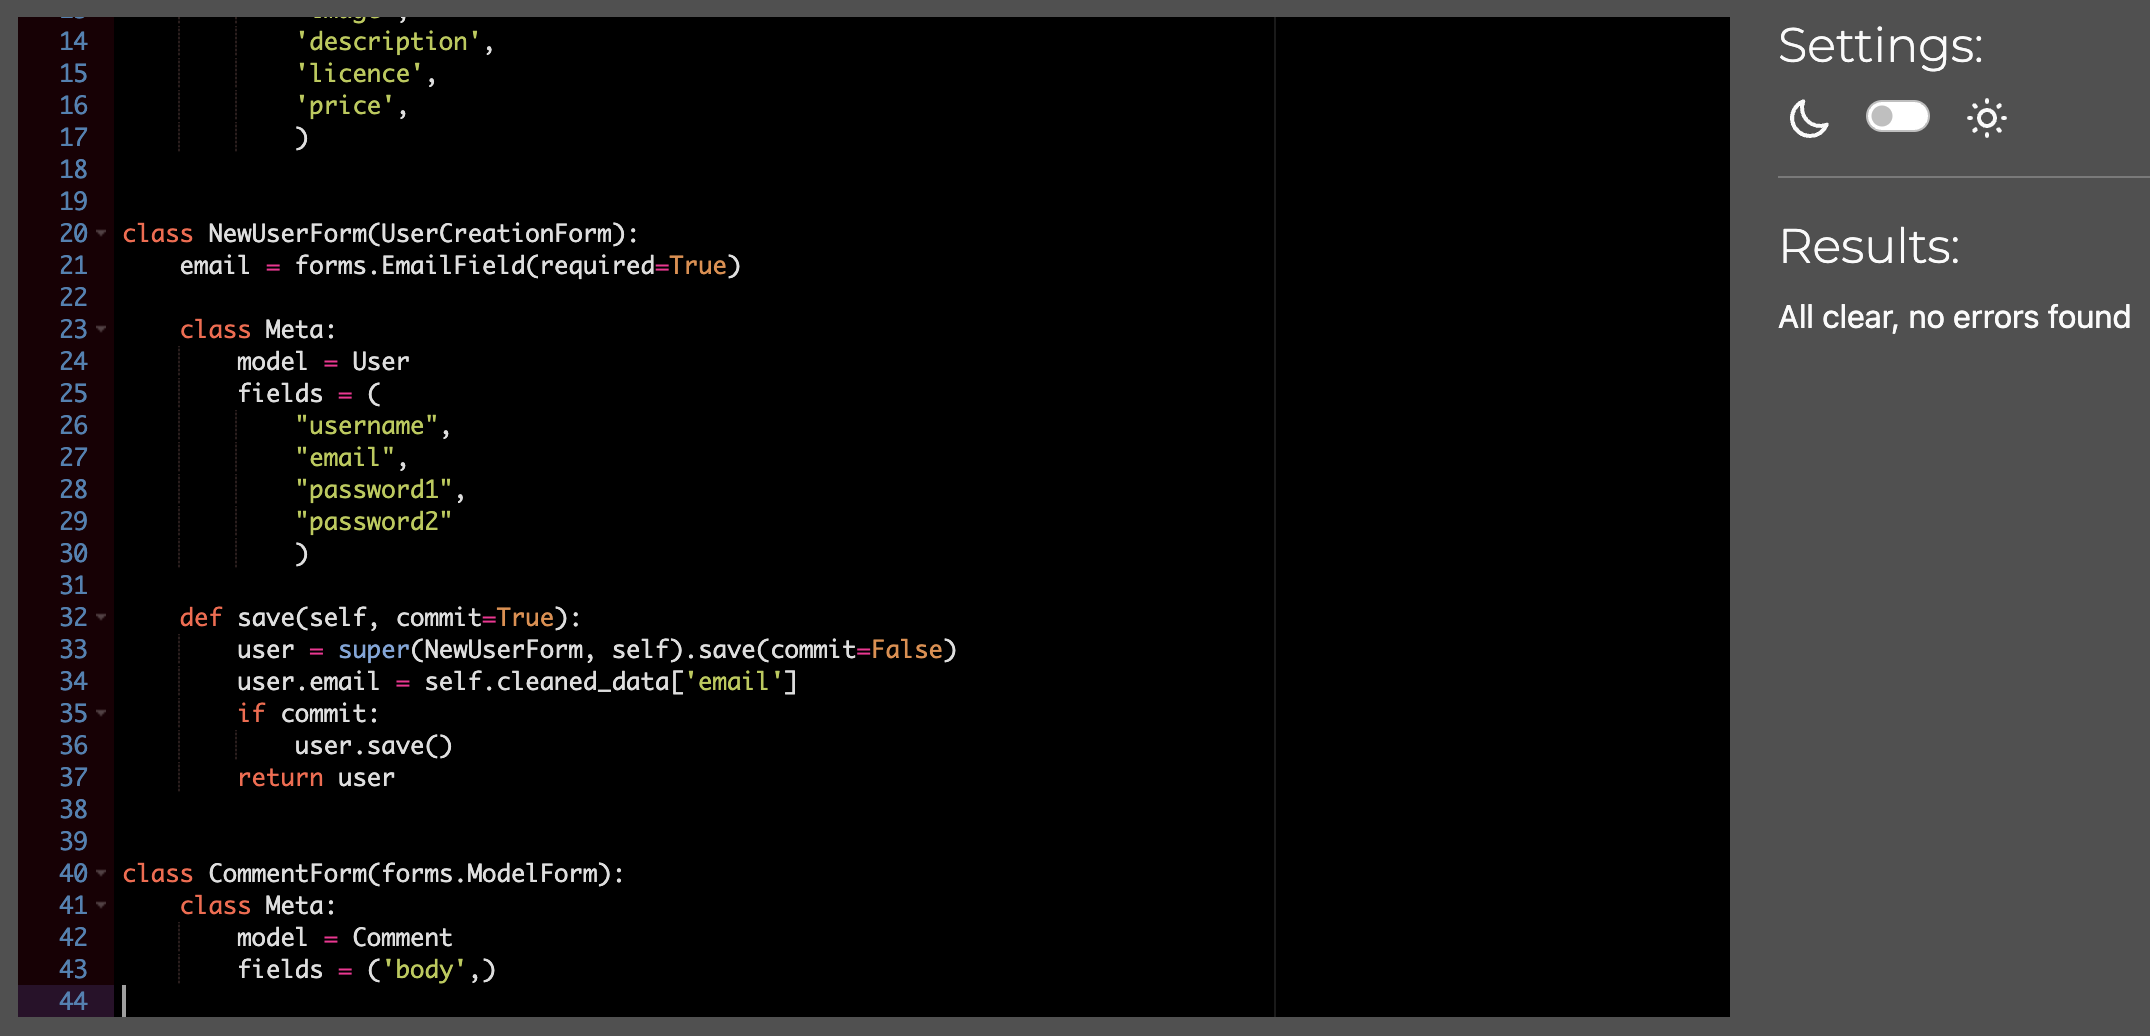 14             'description',
15             'licence',
16             'price',
17             )
18
19
20 class NewUserForm(UserCreationForm):
21     email = forms.EmailField(required=True)
22
23     class Meta:
24         model = User
25         fields = (
26             "username",
27             "email",
28             "password1",
29             "password2"
30             )
31
32     def save(self, commit=True):
33         user = super(NewUserForm, self).save(commit=False)
34         user.email = self.cleaned_data['email']
35         if commit:
36             user.save()
37         return user
38
39
40 class CommentForm(forms.ModelForm):
41     class Meta:
42         model = Comment
43         fields = ('body',)
44
Settings:
Results:
All clear, no errors found